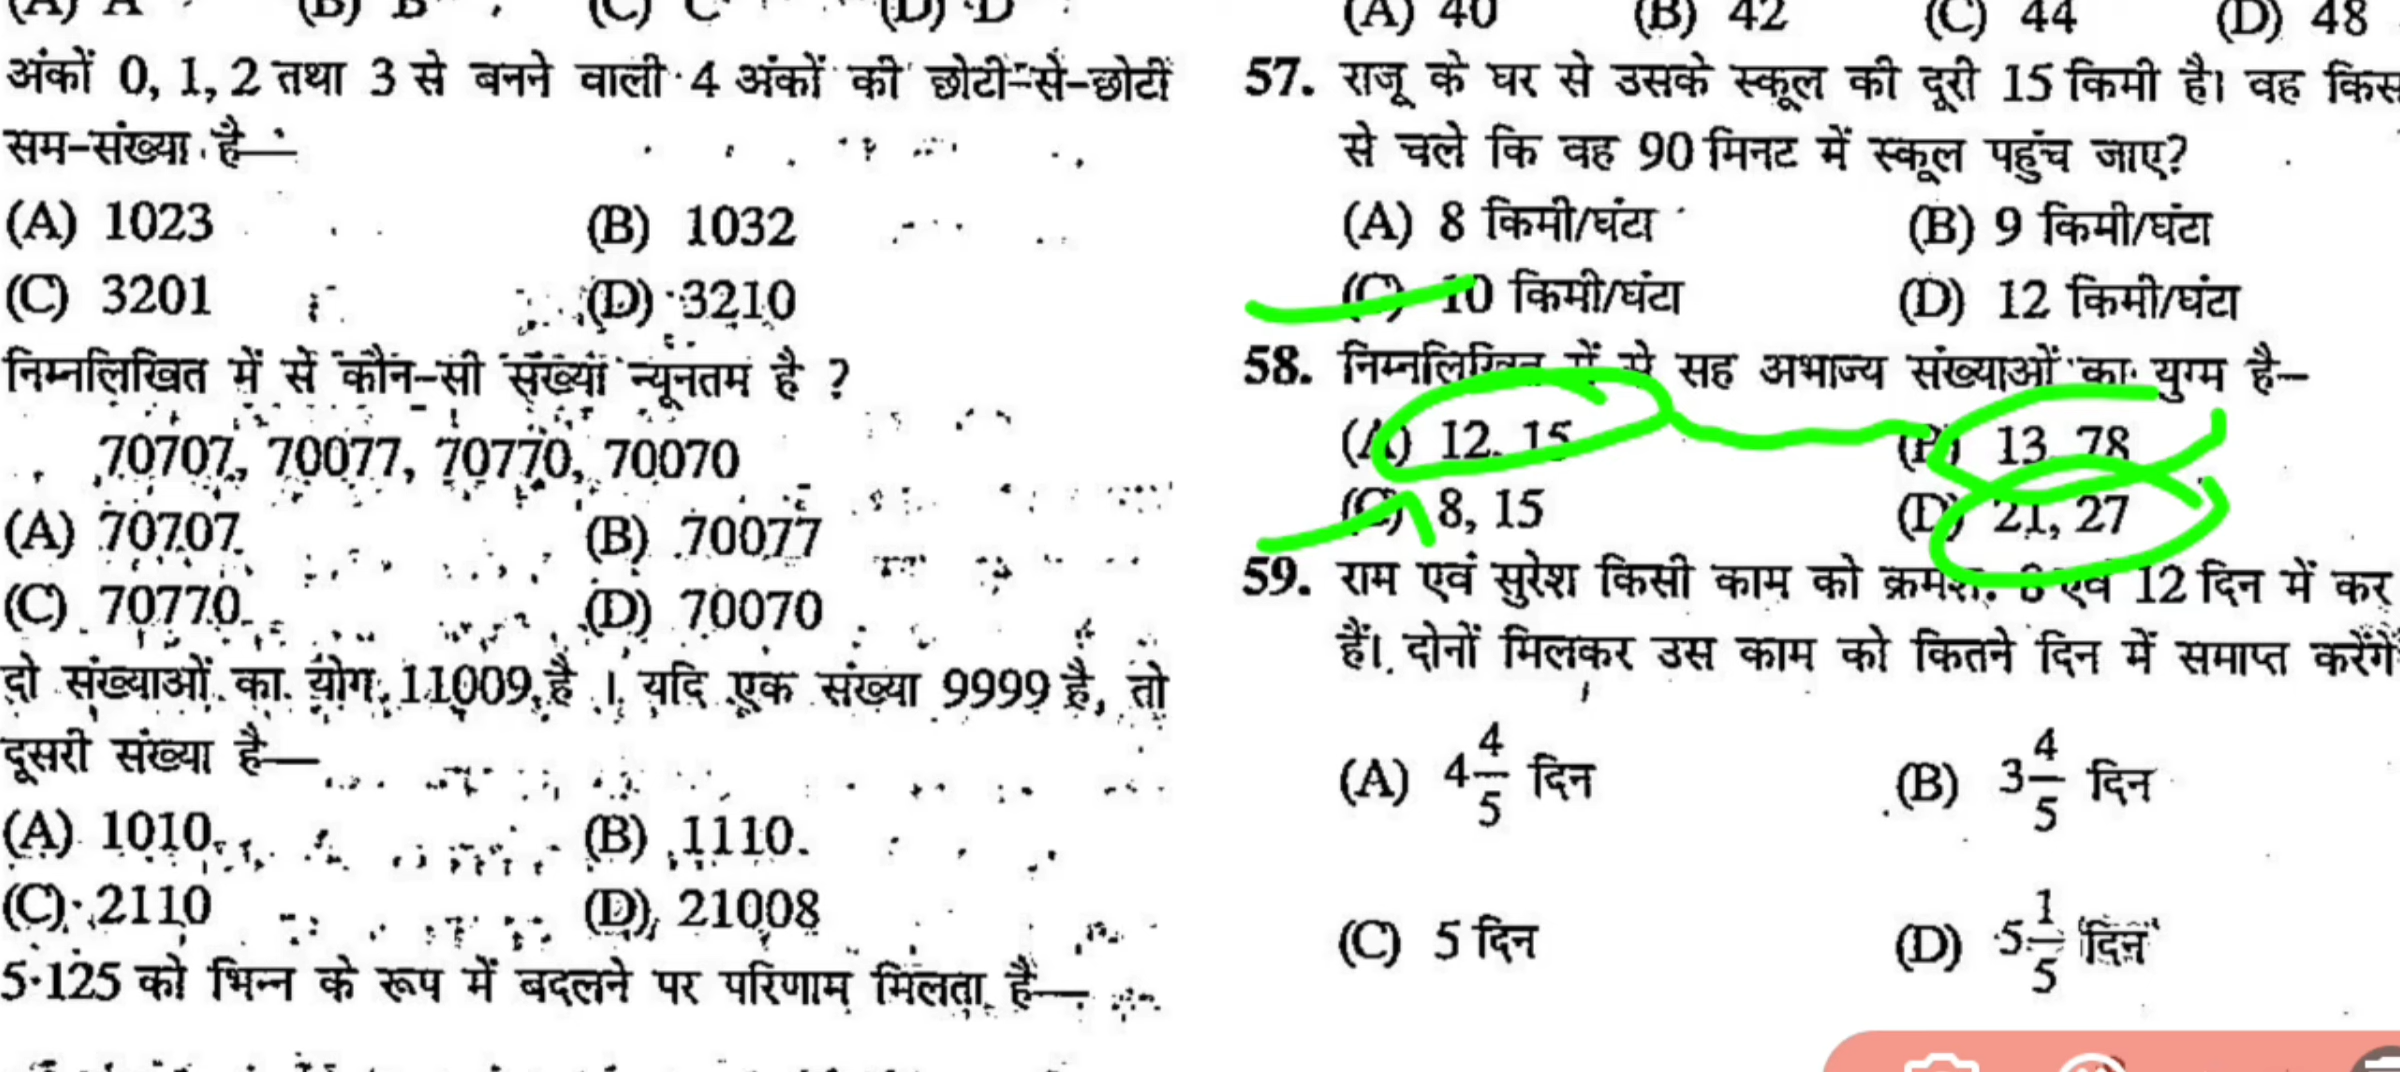 (A) A (B) B (C) C (D) D
अंकों 0, 1, 2 तथा 3 से बनने वाली 4 अंकों की छोटी-से-छोटी
सम-संख्या है—
(A) 1023 (B) 1032
(C) 3201 (D) 3210
निम्नलिखित में से कौन-सी संख्या न्यूनतम है ?
70707, 70077, 70770, 70070
(A) 70707 (B) 70077
(C) 70770 (D) 70070
दो संख्याओं का योग 11009 है । यदि एक संख्या 9999 है, तो
दूसरी संख्या है—
(A) 1010 (B) 1110
(C) 2110 (D) 21008
5·125 को भिन्न के रूप में बदलने पर परिणाम मिलता है—
(A) 40 (B) 42 (C) 44 (D) 48
57. राजू के घर से उसके स्कूल की दूरी 15 किमी है। वह किस
से चले कि वह 90 मिनट में स्कूल पहुंच जाए?
(A) 8 किमी/घंटा (B) 9 किमी/घंटा
(C) 10 किमी/घंटा (D) 12 किमी/घंटा
58. निम्नलिखित में से सह अभाज्य संख्याओं का युग्म है–
(A) 12, 15 (B) 13, 78
(C) 8, 15 (D) 21, 27
59. राम एवं सुरेश किसी काम को क्रमशः 8 एवं 12 दिन में कर
हैं। दोनों मिलकर उस काम को कितने दिन में समाप्त करेंगे
(A) 4 4/5 दिन (B) 3 4/5 दिन
(C) 5 दिन (D) 5 1/5 दिन